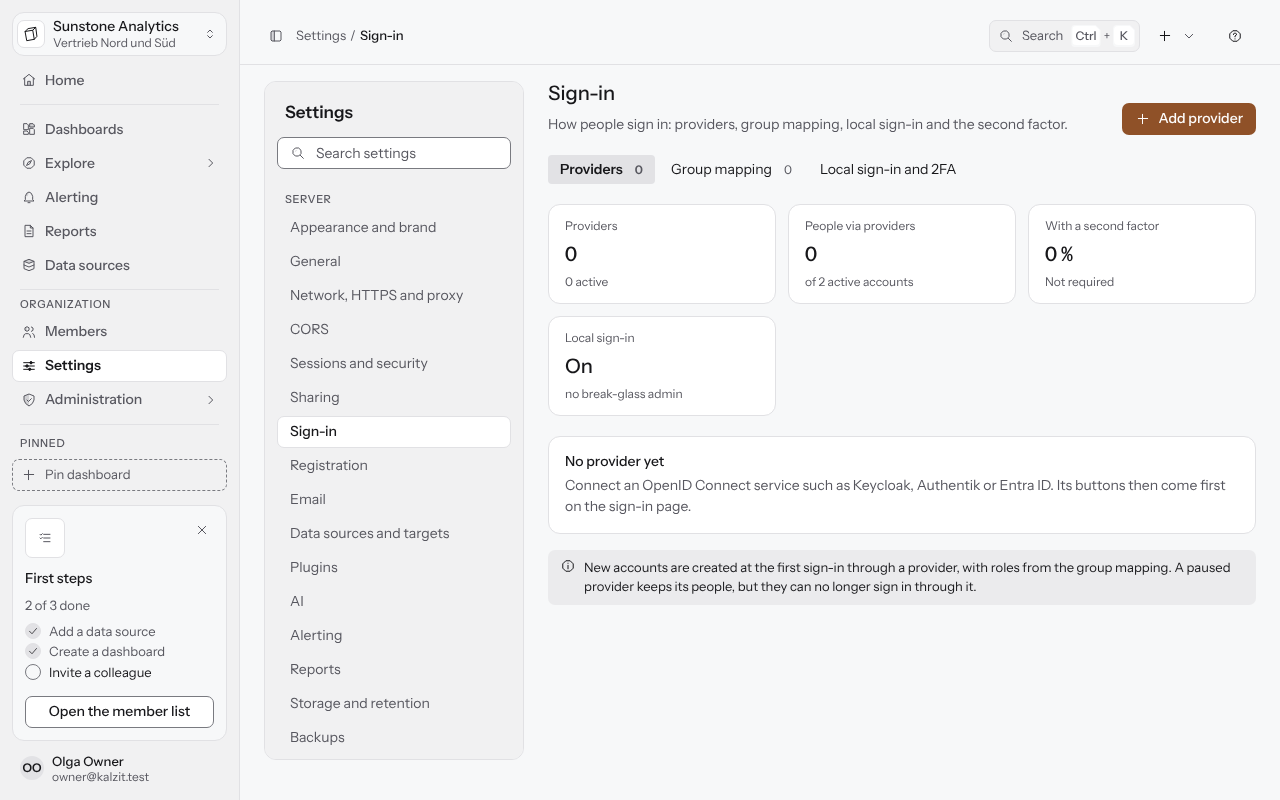 Sunstone Analytics
Vertrieb Nord und Süd
Home
Dashboards
Explore
Alerting
Reports
Data sources
ORGANIZATION
Members
Settings
Administration
PINNED
Pin dashboard
First steps
2 of 3 done
Add a data source
Create a dashboard
Invite a colleague
Open the member list
OO
Olga Owner
owner@kalzit.test
Settings / Sign-in
Search Ctrl + K
Settings
Search settings
SERVER
Appearance and brand
General
Network, HTTPS and proxy
CORS
Sessions and security
Sharing
Sign-in
Registration
Email
Data sources and targets
Plugins
AI
Alerting
Reports
Storage and retention
Backups
Sign-in
How people sign in: providers, group mapping, local sign-in and the second factor.
Add provider
Providers 0 Group mapping 0 Local sign-in and 2FA
Providers
0
0 active
People via providers
0
of 2 active accounts
With a second factor
0 %
Not required
Local sign-in
On
no break-glass admin
No provider yet
Connect an OpenID Connect service such as Keycloak, Authentik or Entra ID. Its buttons then come first
on the sign-in page.
New accounts are created at the first sign-in through a provider, with roles from the group mapping. A paused
provider keeps its people, but they can no longer sign in through it.